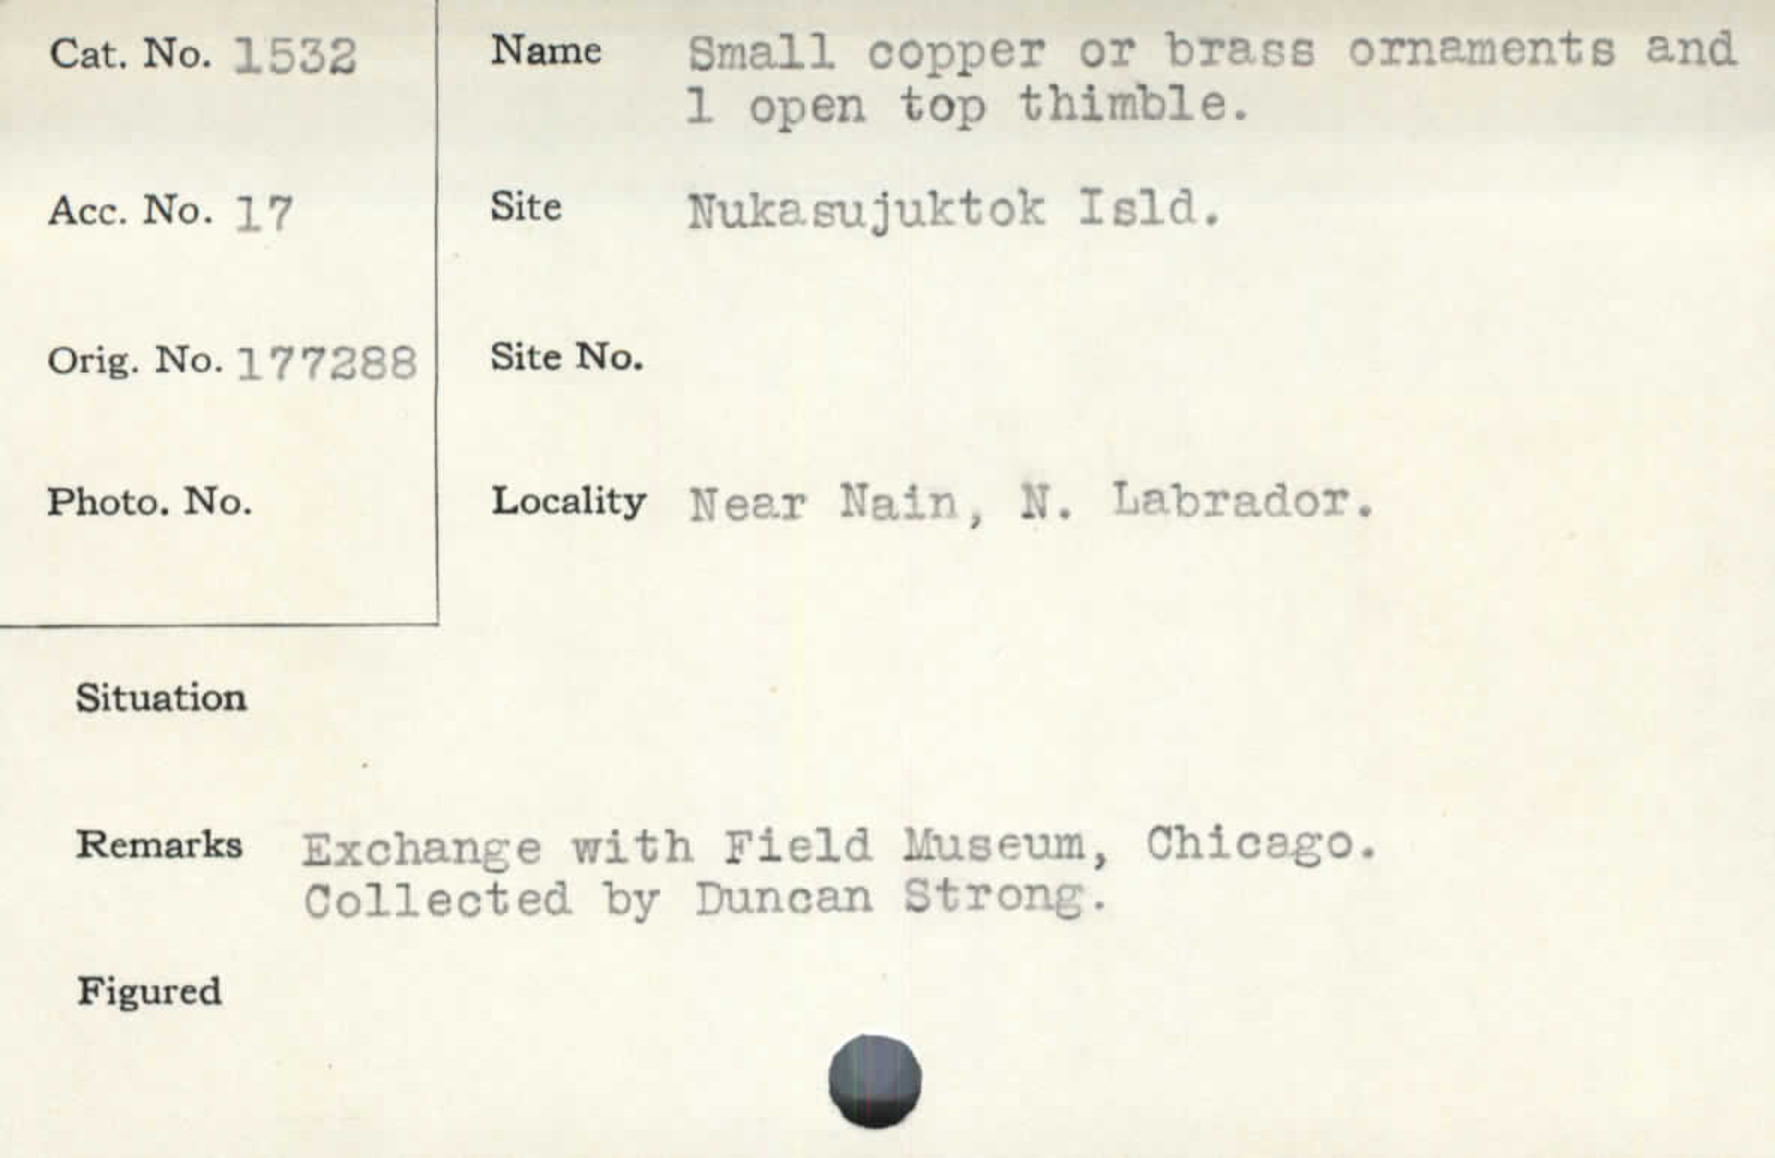 Cat. No. 1532
Name Small copper or brass ornaments and
1 open top thimble.
Acc. No. 17
Site Nukasujuktok Isld.
Orig. No. 177288
Site No.
Photo. No.
Locality Near Nain, N. Labrador.
Situation
Remarks Exchange with Field Museum, Chicago.
Collected by Duncan Strong.
Figured